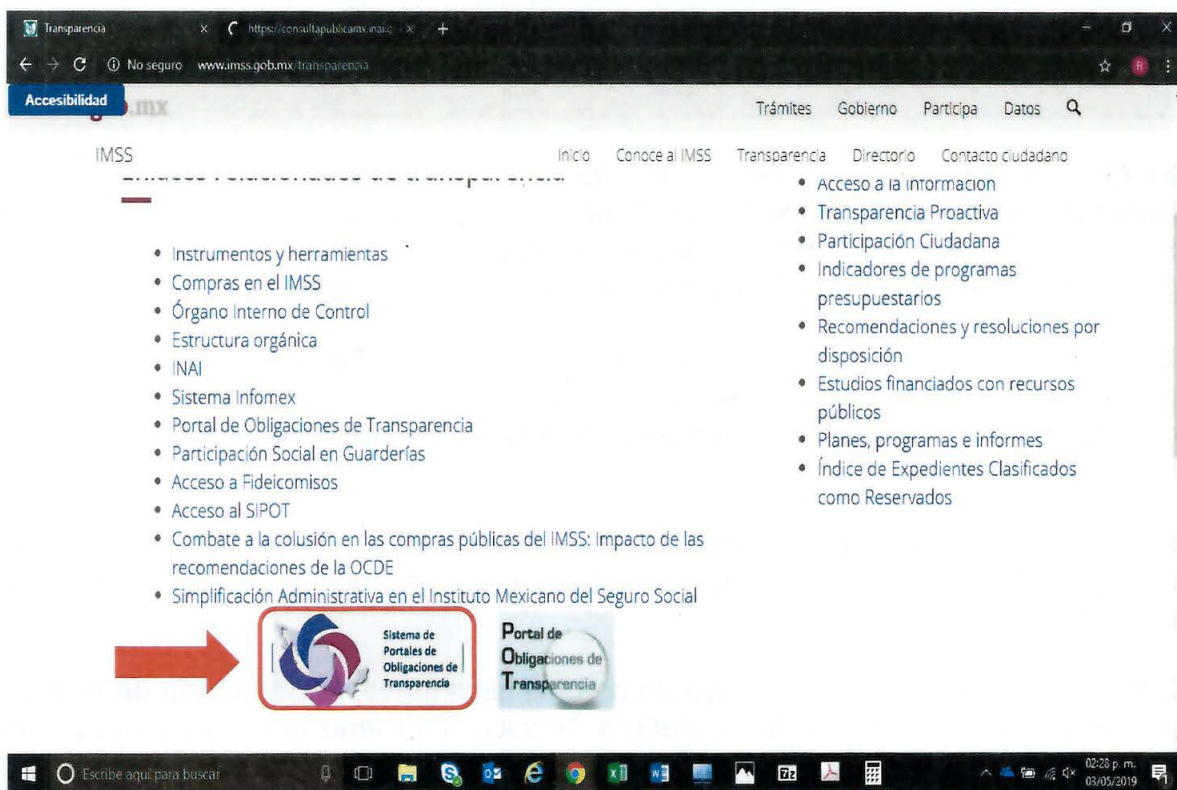 Transparencia
https://consultapublicamx.inai.c
No seguro www.imss.gob.mx/transparencia
Accesibilidad
.mx
Trámites Gobierno Participa Datos
IMSS
Inicio Conoce al IMSS Transparencia Directorio Contacto ciudadano
Enlaces relacionados de transparencia
Instrumentos y herramientas
Compras en el IMSS
Órgano Interno de Control
Estructura orgánica
INAI
Sistema Infomex
Portal de Obligaciones de Transparencia
Participación Social en Guarderías
Acceso a Fideicomisos
Acceso al SIPOT
Combate a la colusión en las compras públicas del IMSS: Impacto de las
recomendaciones de la OCDE
Simplificación Administrativa en el Instituto Mexicano del Seguro Social
Acceso a la información
Transparencia Proactiva
Participación Ciudadana
Indicadores de programas
presupuestarios
Recomendaciones y resoluciones por
disposición
Estudios financiados con recursos
públicos
Planes, programas e informes
Índice de Expedientes Clasificados
como Reservados
Sistema de
Portales de
Obligaciones de
Transparencia
Portal de
Obligaciones de
Transparencia
Escribe aquí para buscar
02:28 p. m.
03/05/2019